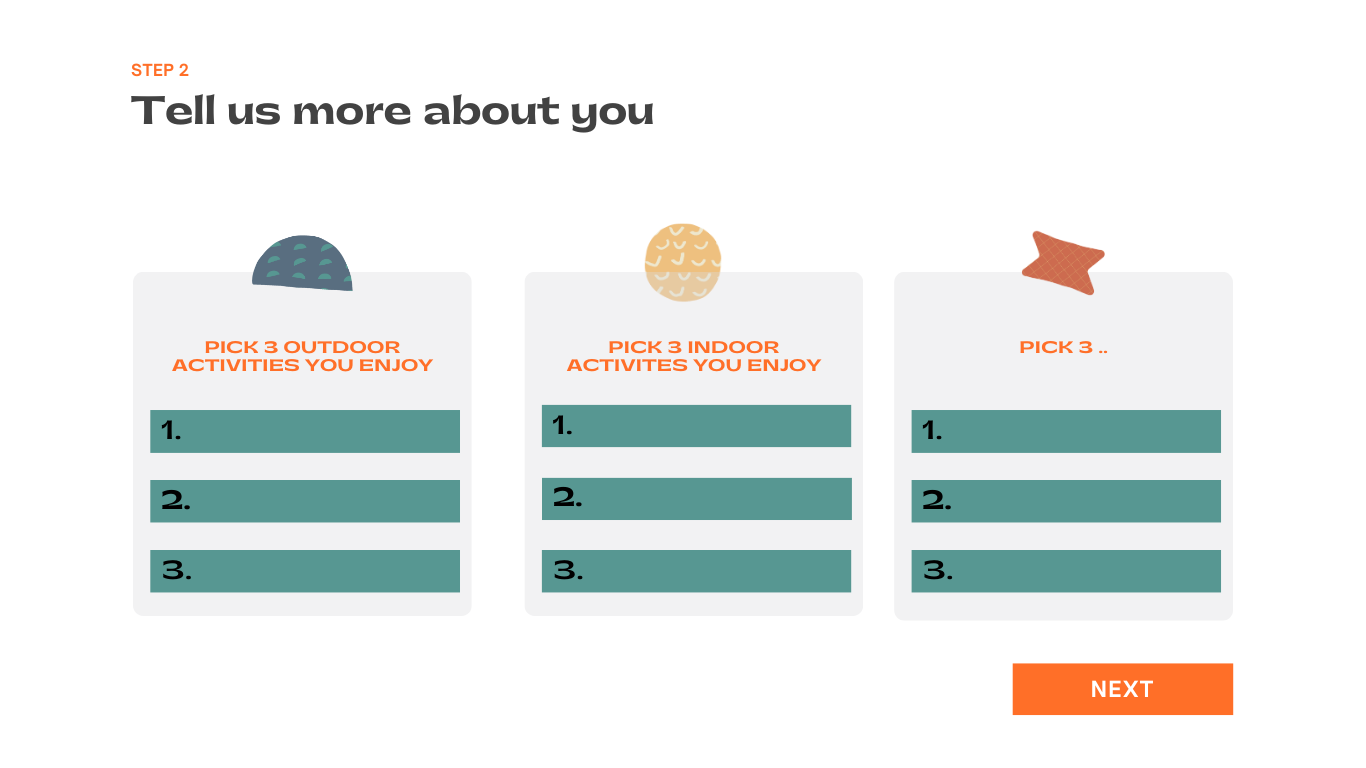 STEP 2
Tell us more about you
PICK 3 OUTDOOR
ACTIVITIES YOU ENJOY
1.
2.
3.
PICK 3 INDOOR
ACTIVITES YOU ENJOY
1.
2.
3.
PICK 3 ..
1.
2.
3.
NEXT